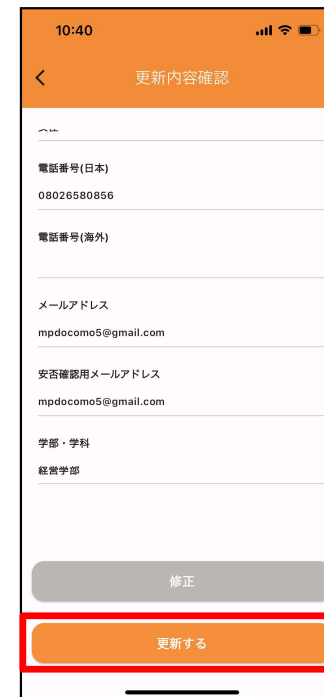 10:40
更新内容確認
電話番号(日本)
08026580856
電話番号(海外)
メールアドレス
mpdocomo5@gmail.com
安否確認用メールアドレス
mpdocomo5@gmail.com
学部・学科
経営学部
修正
更新する